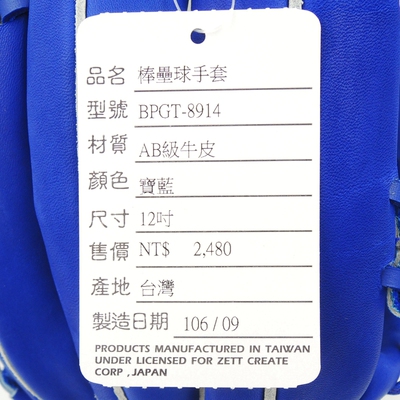 品名 棒壘球手套
型號 BPGT-8914
材質 AB級牛皮
顏色 寶藍
尺寸 12吋
售價 NT$ 2,480
產地 台灣
製造日期 106/09
PRODUCTS MANUFACTURED IN TAIWAN
UNDER LICENSED FOR ZETT CREATE
CORP , JAPAN